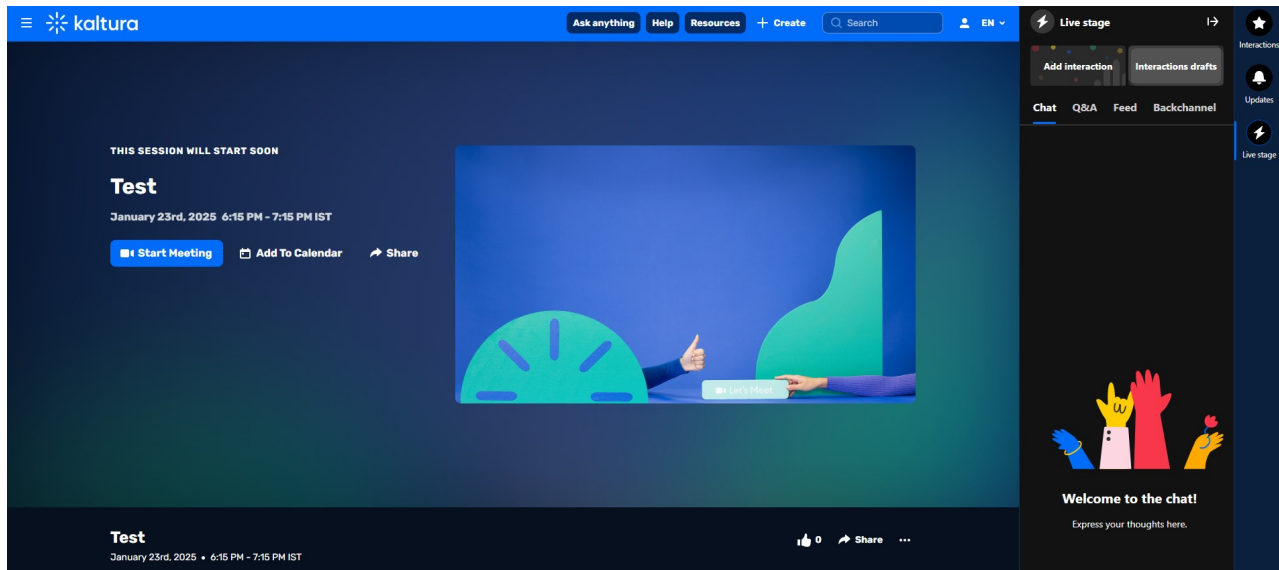 kaltura
Ask anything Help Resources + Create Search EN
THIS SESSION WILL START SOON
Test
January 23rd, 2025 6:15 PM - 7:15 PM IST
Start Meeting Add To Calendar Share
Let's Meet
Test
0 Share ...
January 23rd, 2025 • 6:15 PM - 7:15 PM IST
Live stage
Add interaction Interactions drafts
Chat Q&A Feed Backchannel
Welcome to the chat!
Express your thoughts here.
Interactions
Updates
Live stage